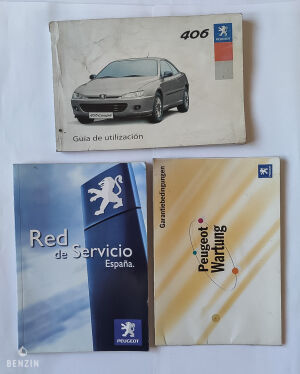 406
PEUGEOT
406 Coupé
Guía de utilización
Red
de Servicio
España.
PEUGEOT
Garantiebedingungen
Peugeot
Wartung
BENZIN